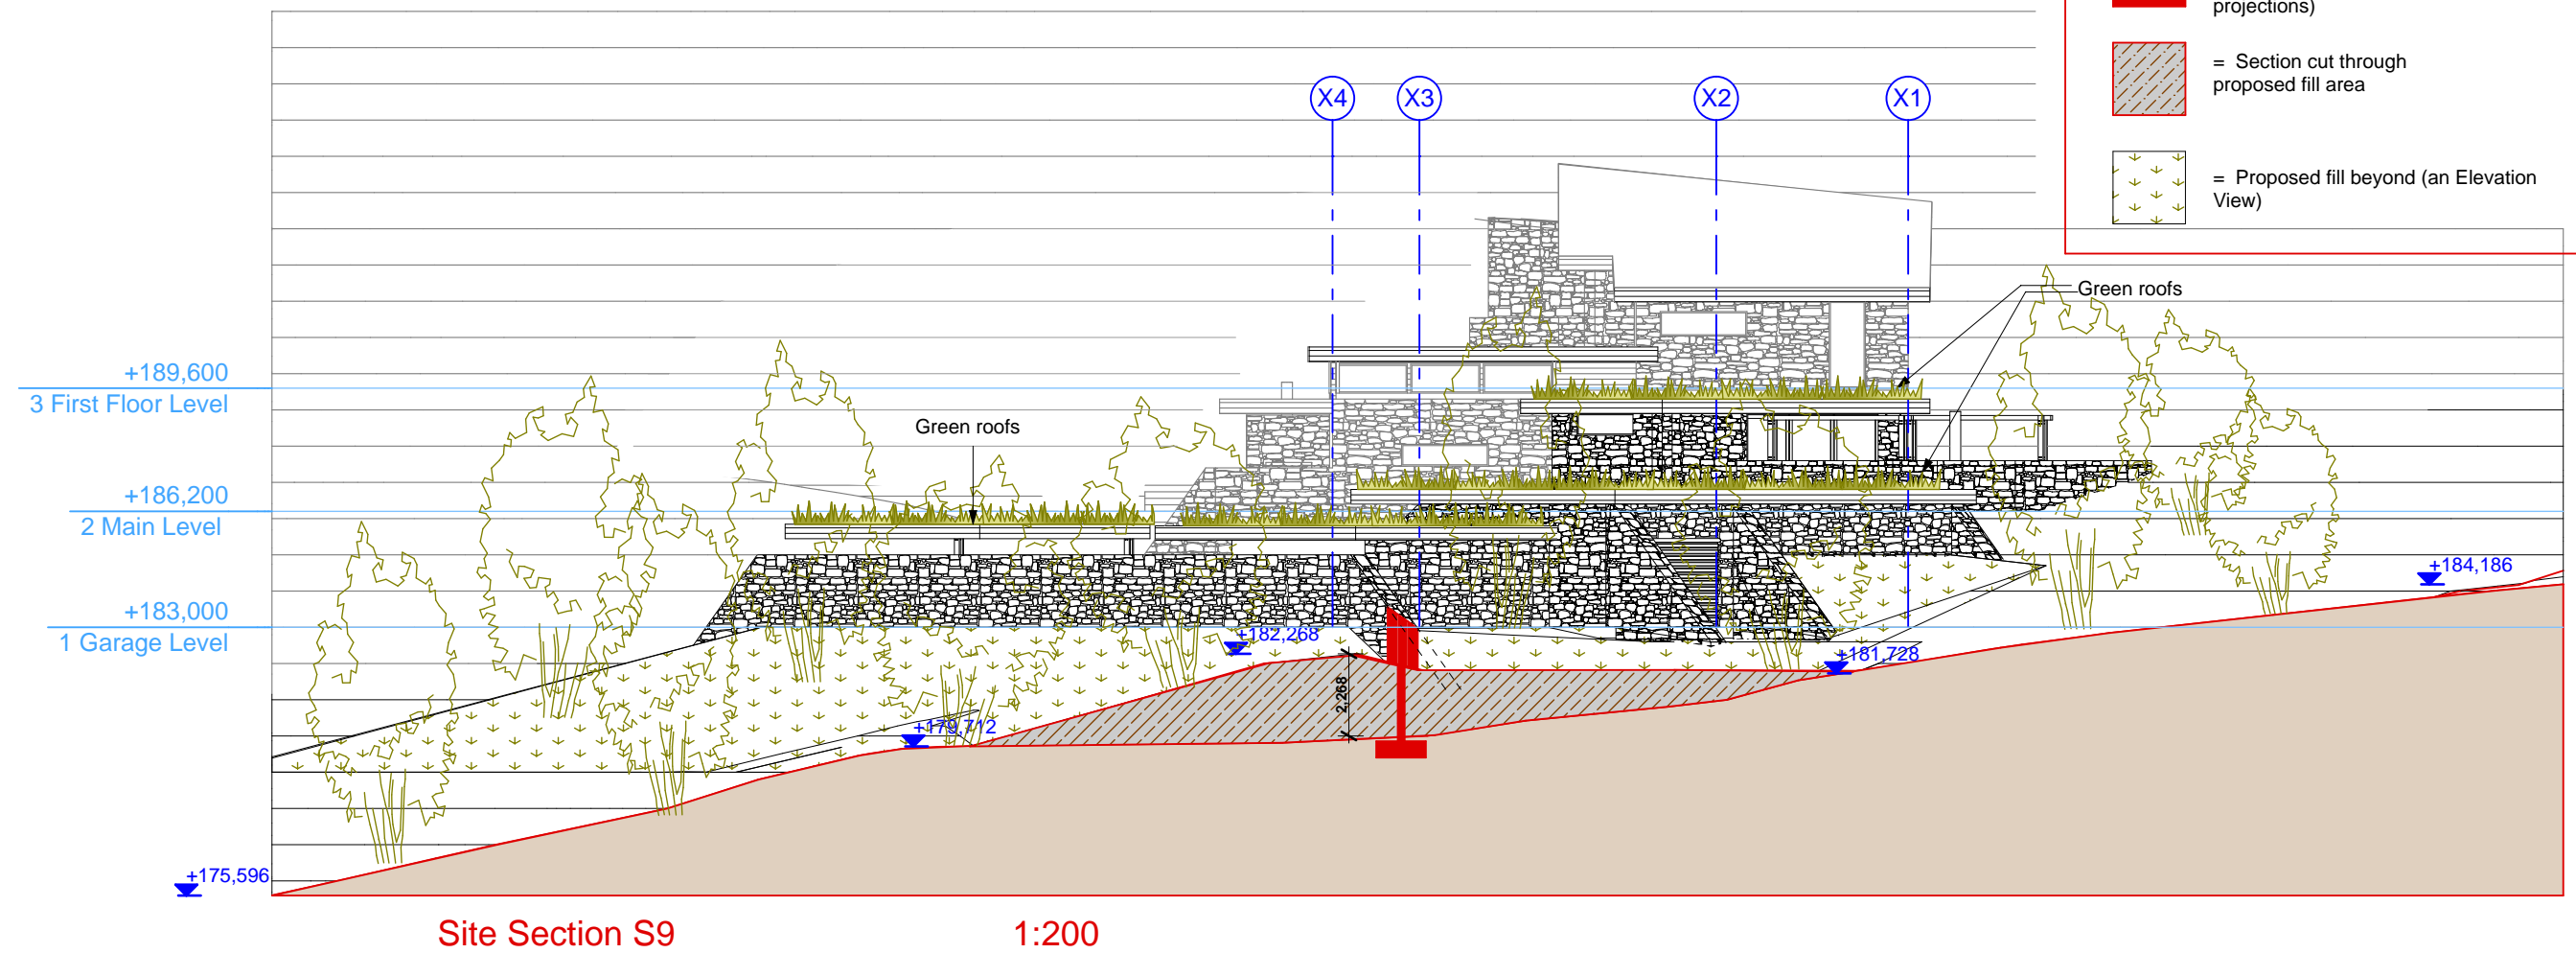 projections)
= Section cut through
proposed fill area
= Proposed fill beyond (an Elevation
View)
X4
X3
X2
X1
Green roofs
+189,600
3 First Floor Level
Green roofs
+186,200
2 Main Level
+184,186
+183,000
1 Garage Level
+182,268
+181,728
2,268
+179,712
+175,596
Site Section S9
1:200